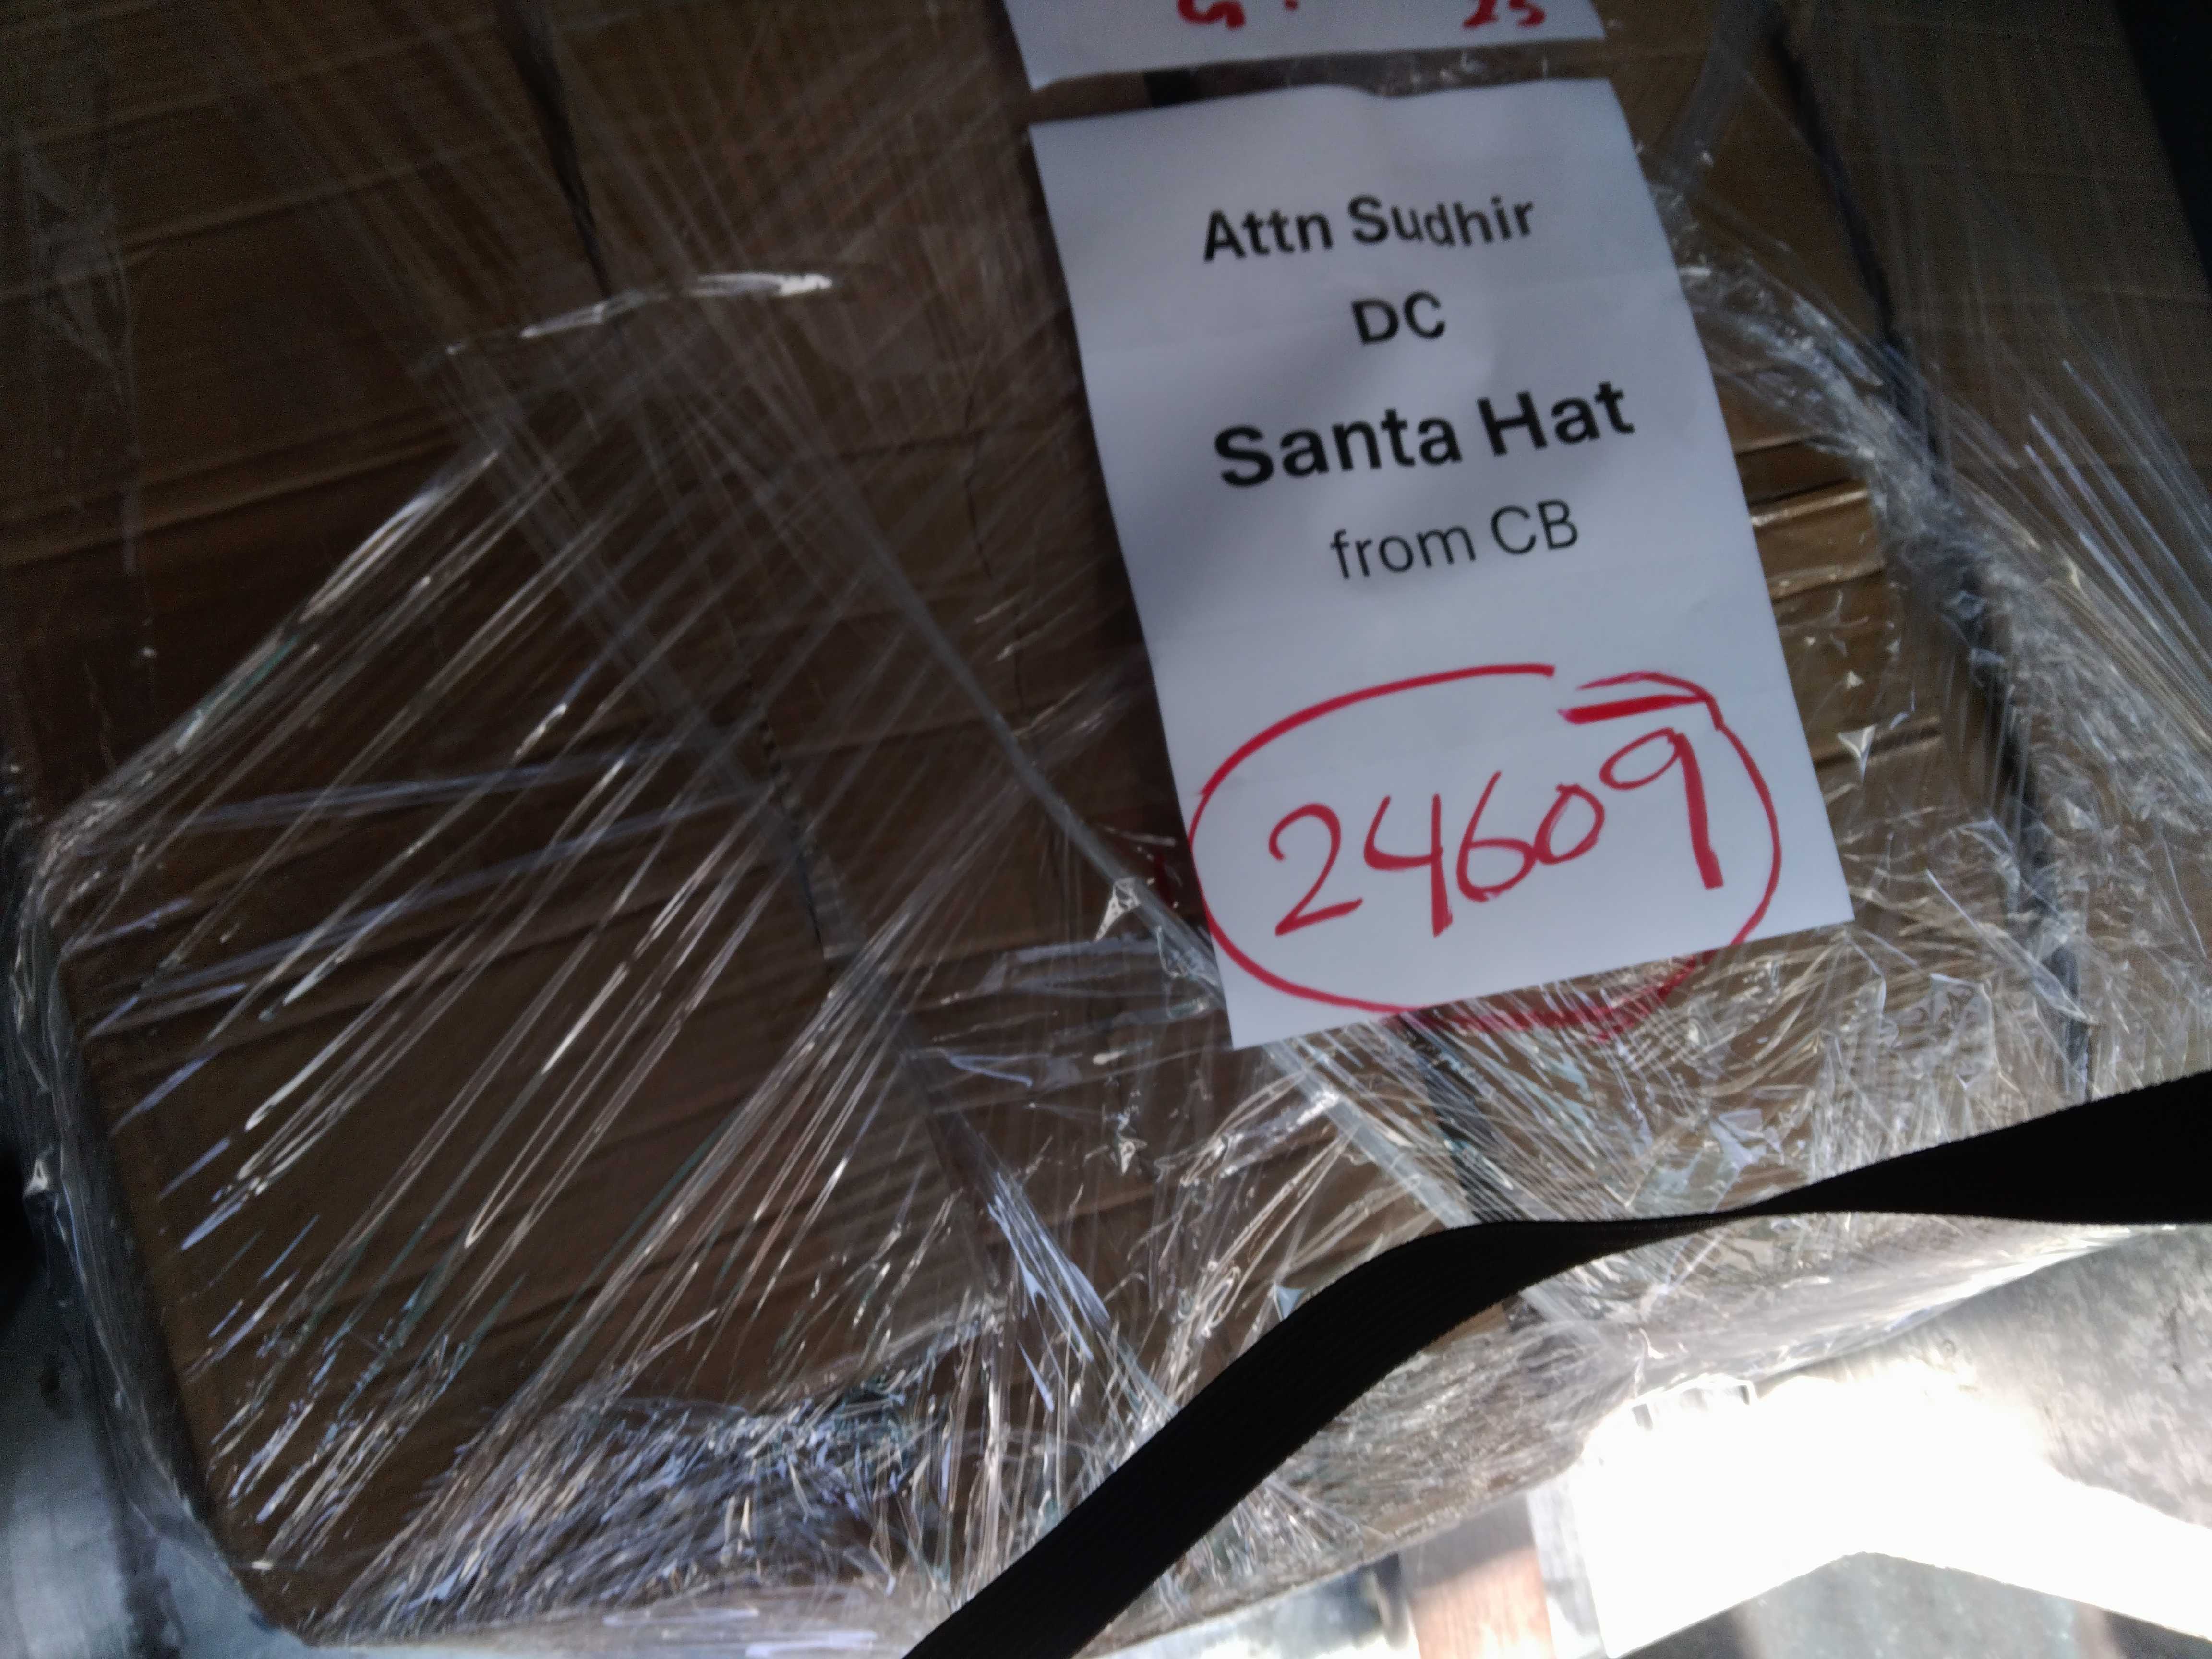 Attn Sudhir
DC
Santa Hat
from CB
24609